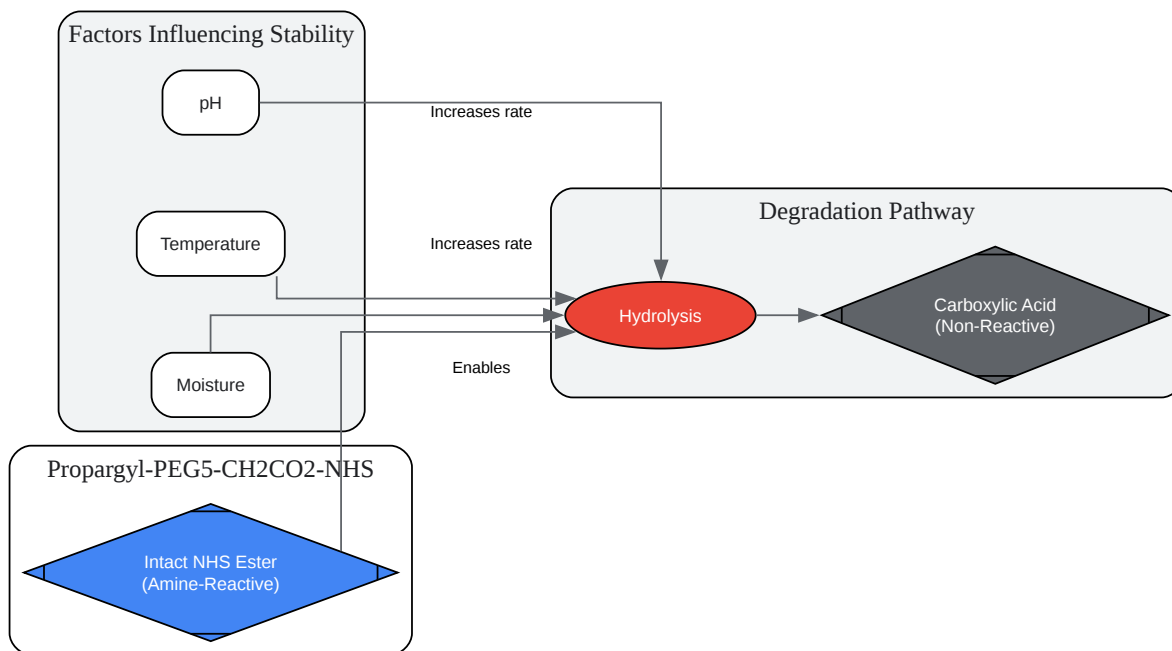 Factors Influencing Stability
pH
Increases rate
Degradation Pathway
Temperature
Increases rate
Hydrolysis
Carboxylic Acid
(Non-Reactive)
Moisture
Enables
Propargyl-PEG5-CH2CO2-NHS
Intact NHS Ester
(Amine-Reactive)